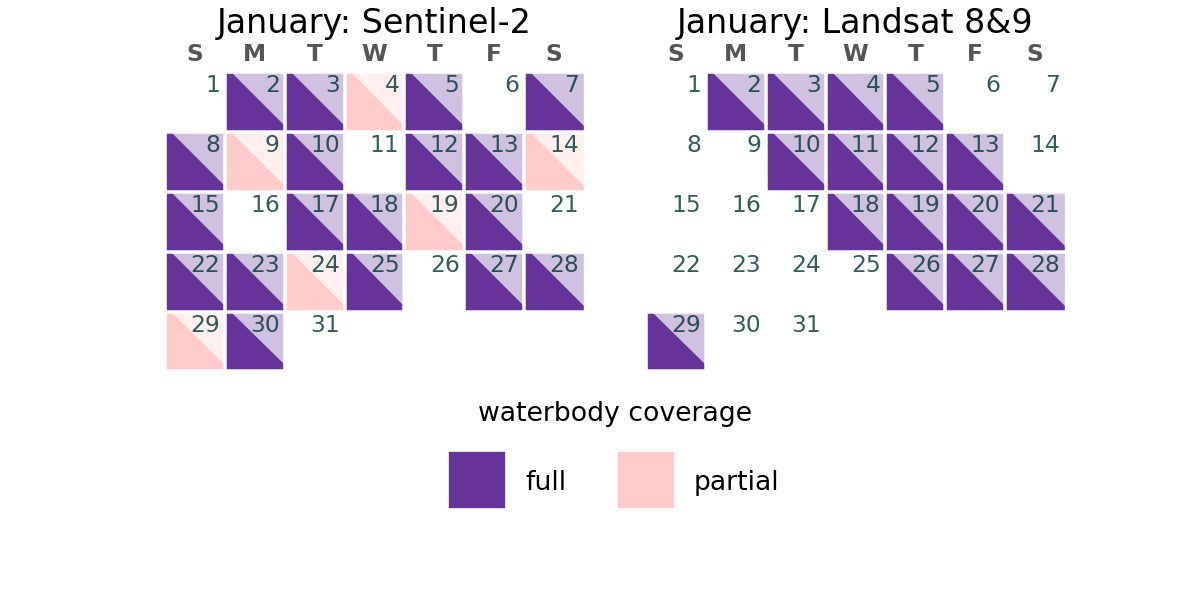 January: Sentinel-2
S M T W T F S
1 2 3 4 5 6 7
8 9 10 11 12 13 14
15 16 17 18 19 20 21
22 23 24 25 26 27 28
29 30 31
January: Landsat 8&9
S M T W T F S
1 2 3 4 5 6 7
8 9 10 11 12 13 14
15 16 17 18 19 20 21
22 23 24 25 26 27 28
29 30 31
waterbody coverage
full partial